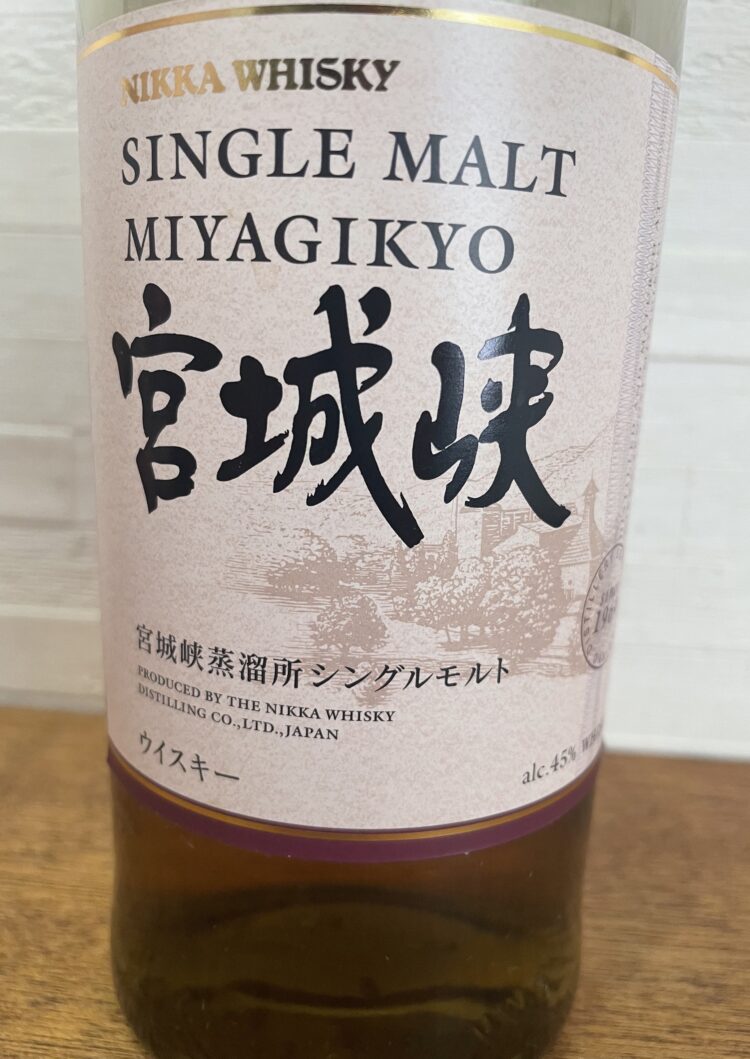 NIKKA WHISKY
SINGLE MALT
MIYAGIKYO
宮城峡
宮城峡蒸溜所シングルモルト
PRODUCED BY THE NIKKA WHISKY
DISTILLING CO.,LTD.,JAPAN
ウイスキー
alc.45%